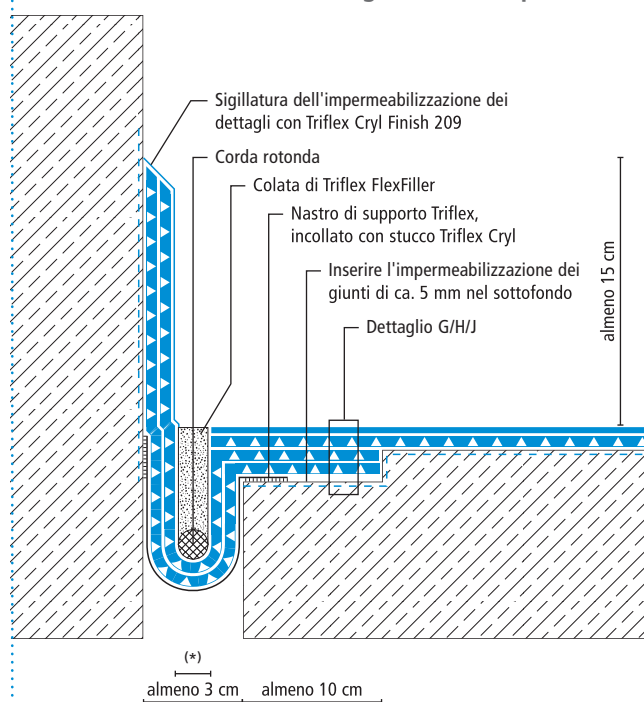 Sigillatura dell'impermeabilizzazione dei
dettagli con Triflex Cryl Finish 209
Corda rotonda
Colata di Triflex FlexFiller
Nastro di supporto Triflex,
incollato con stucco Triflex Cryl
Inserire l'impermeabilizzazione dei
giunti di ca. 5 mm nel sottofondo
Dettaglio G/H/J
almeno 15 cm
(*)
almeno 3 cm
almeno 10 cm